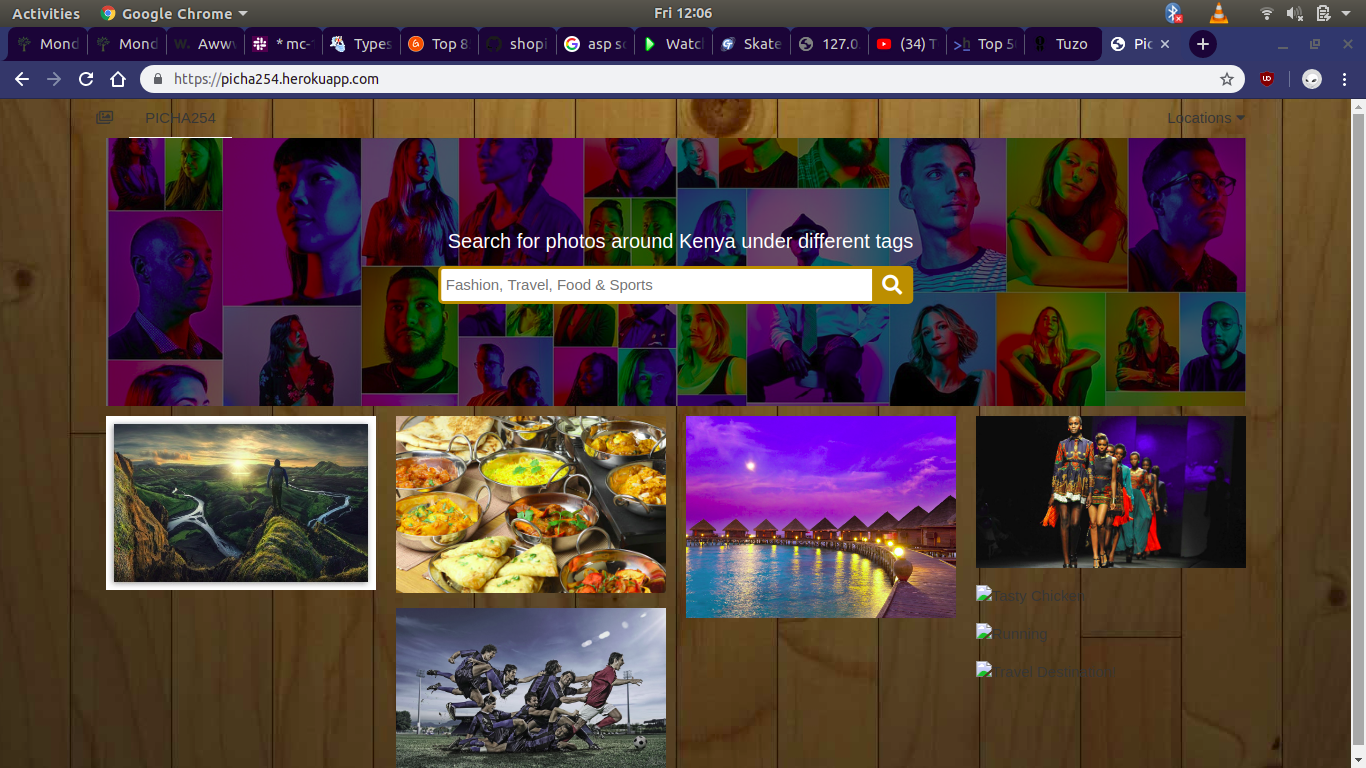 Activities
Google Chrome
Fri 12:06
Mond
Mond
Awwv
* mc-
Types
Top 8
shopi
asp so
Watcl
Skate
127.0.
(34) T
Top 5
Tuzo
Pic
https://picha254.herokuapp.com
PICHA254
Locations
Search for photos around Kenya under different tags
Fashion, Travel, Food & Sports
Tasty Chicken
Running
Travel Destination